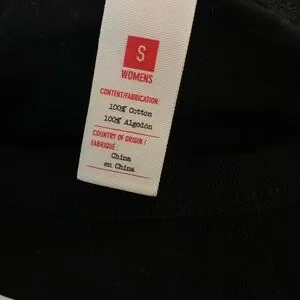 S
WOMENS
CONTENT/FABRICATION:
100% Cotton
100% Algodón
COUNTRY OF ORIGIN /
FABRIQUÉ :
China
en China